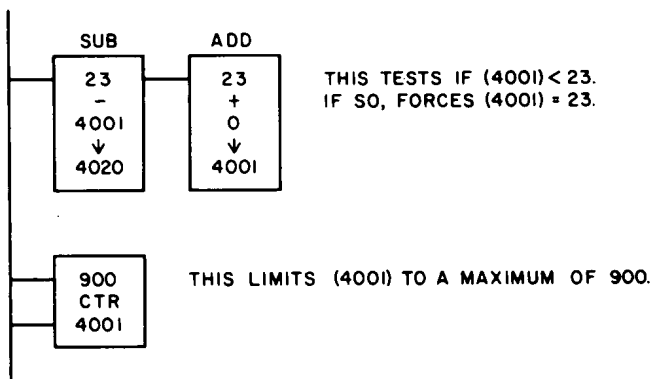 SUB
ADD
23
-
4001
↓
4020
23
+
0
↓
4001
THIS TESTS IF (4001) < 23.
IF SO, FORCES (4001) = 23.
900
CTR
4001
THIS LIMITS (4001) TO A MAXIMUM OF 900.